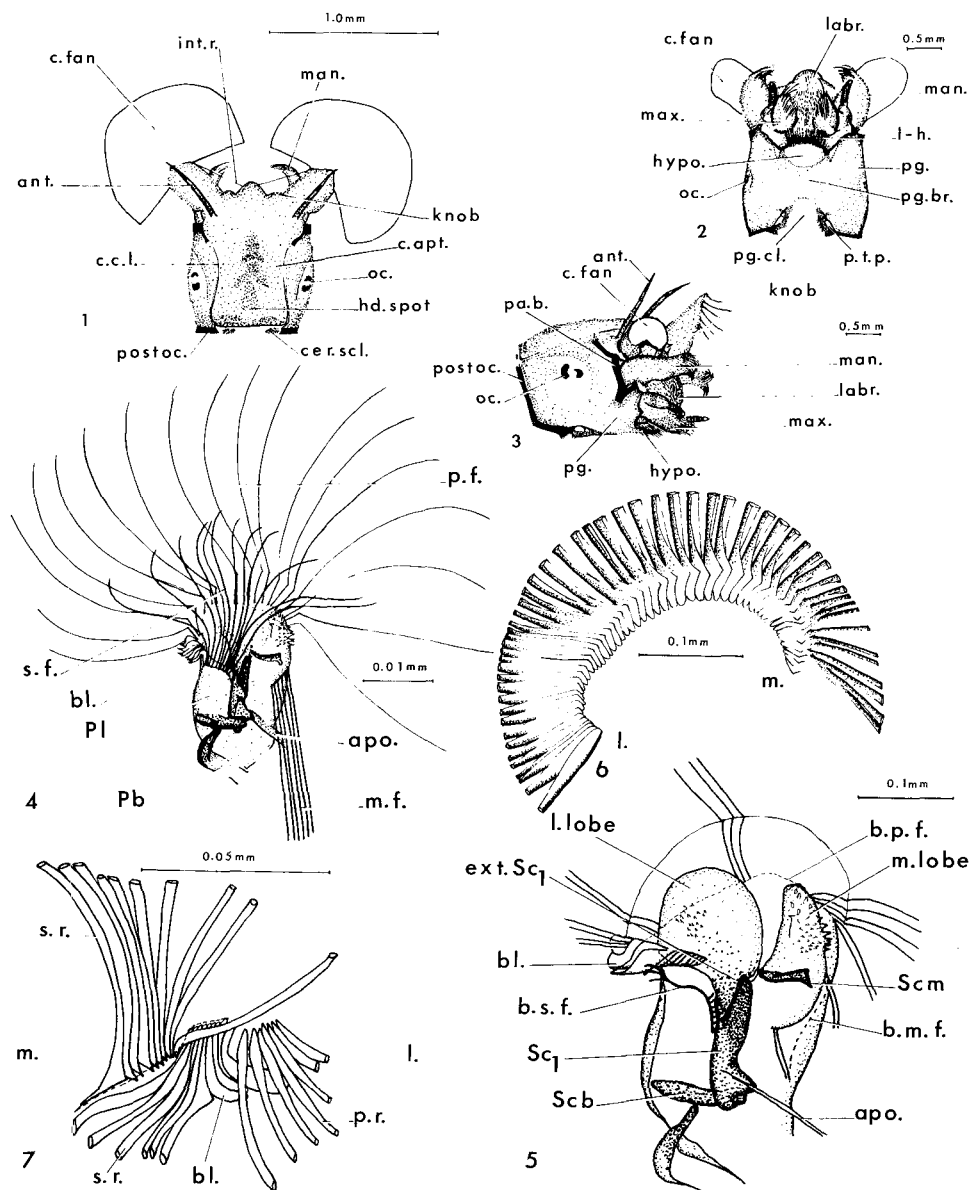 1.0mm
int.r.
c.fan
man.
ant.
knob
c.apt.
c.c.l.
oc.
hd.spot
1
postoc.
cer.scl.
c.fan
labr.
0.5mm
man.
max.
t-h.
hypo.
pg.
oc.
pg.br.
2
pg.cl.
p.t.p.
knob
ant.
c.fan
pa.b.
0.5mm
postoc.
man.
oc.
labr.
max.
3
pg.
hypo.
p.f.
s.f.
0.01mm
bl.
Pl
apo.
4
Pb
m.f.
0.1mm
m.
l.
6
0.1mm
l.lobe
b.p.f.
m.lobe
ext.Sc1
bl.
Scm
b.s.f.
b.m.f.
Sc1
Scb
apo.
5
0.05mm
s.r.
m.
l.
p.r.
7
s.r.
bl.